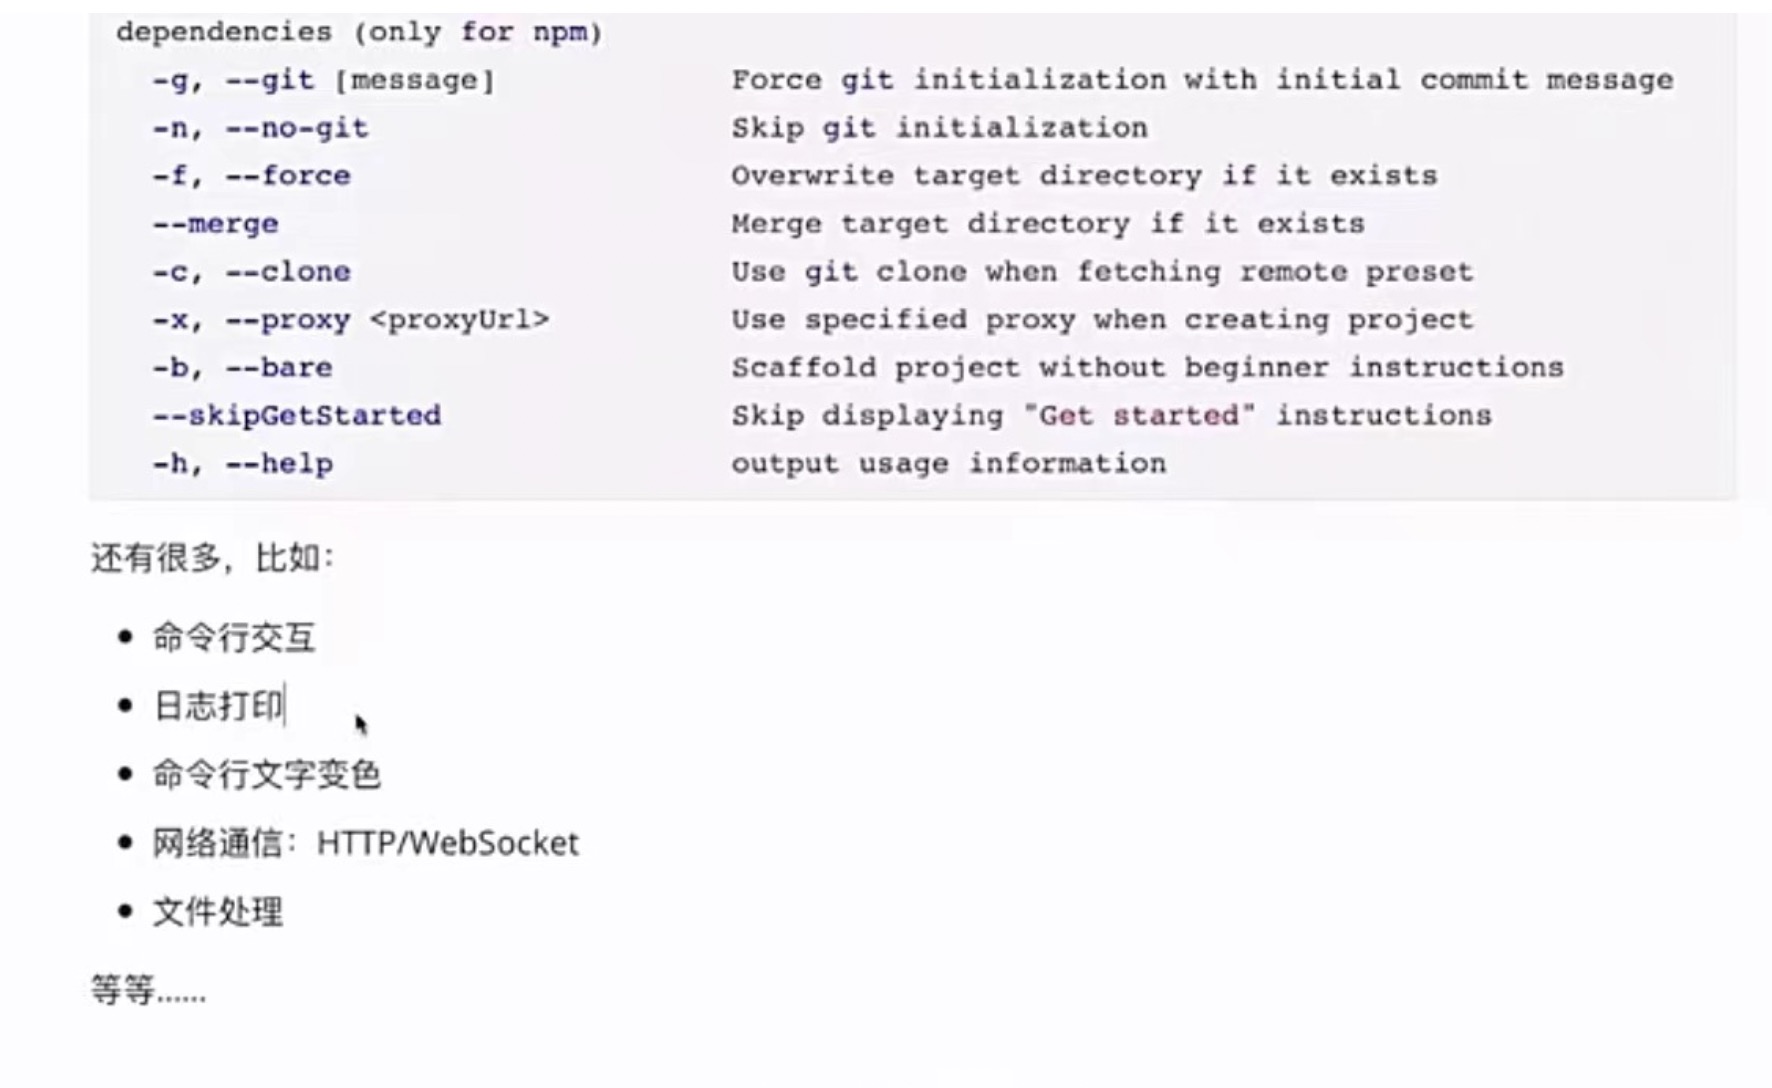 dependencies (only for npm)
-g, --git [message] Force git initialization with initial commit message
-n, --no-git Skip git initialization
-f, --force Overwrite target directory if it exists
--merge Merge target directory if it exists
-c, --clone Use git clone when fetching remote preset
-x, --proxy <proxyUrl> Use specified proxy when creating project
-b, --bare Scaffold project without beginner instructions
--skipGetStarted Skip displaying "Get started" instructions
-h, --help output usage information
还有很多，比如：
• 命令行交互
• 日志打印
• 命令行文字变色
• 网络通信：HTTP/WebSocket
• 文件处理
等等......